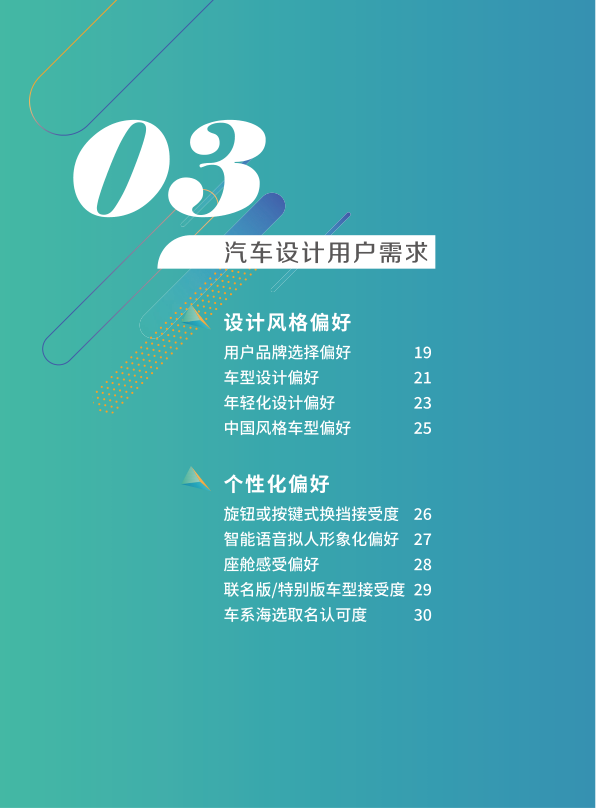 03
汽车设计用户需求
设计风格偏好
用户品牌选择偏好 19
车型设计偏好 21
年轻化设计偏好 23
中国风格车型偏好 25
个性化偏好
旋钮或按键式换挡接受度 26
智能语音拟人形象化偏好 27
座舱感受偏好 28
联名版/特别版车型接受度 29
车系海选取名认可度 30